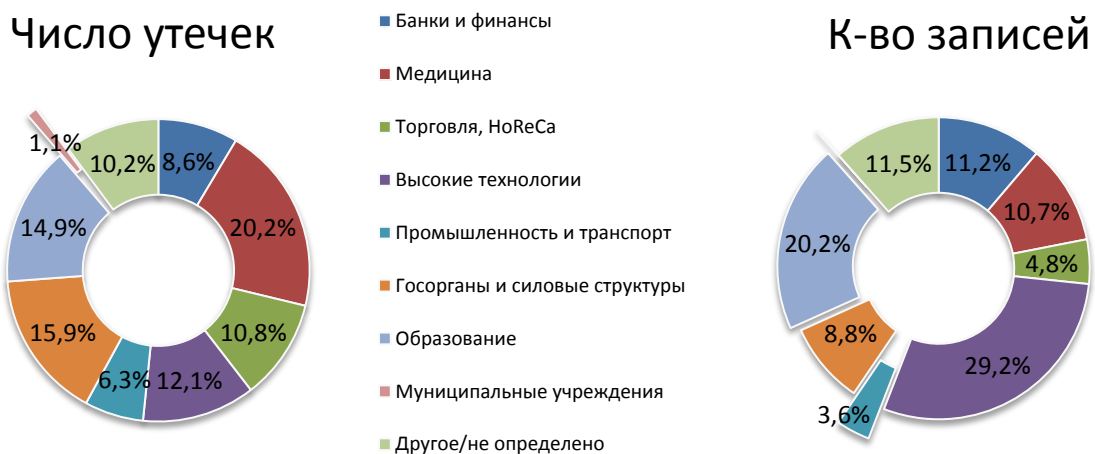 Число утечек
1,1%
10,2%
8,6%
14,9%
20,2%
15,9%
10,8%
6,3%
12,1%
Банки и финансы
Медицина
Торговля, HoReCa
Высокие технологии
Промышленность и транспорт
Госорганы и силовые структуры
Образование
Муниципальные учреждения
Другое/не определено
К-во записей
11,5%
11,2%
20,2%
10,7%
4,8%
8,8%
29,2%
3,6%